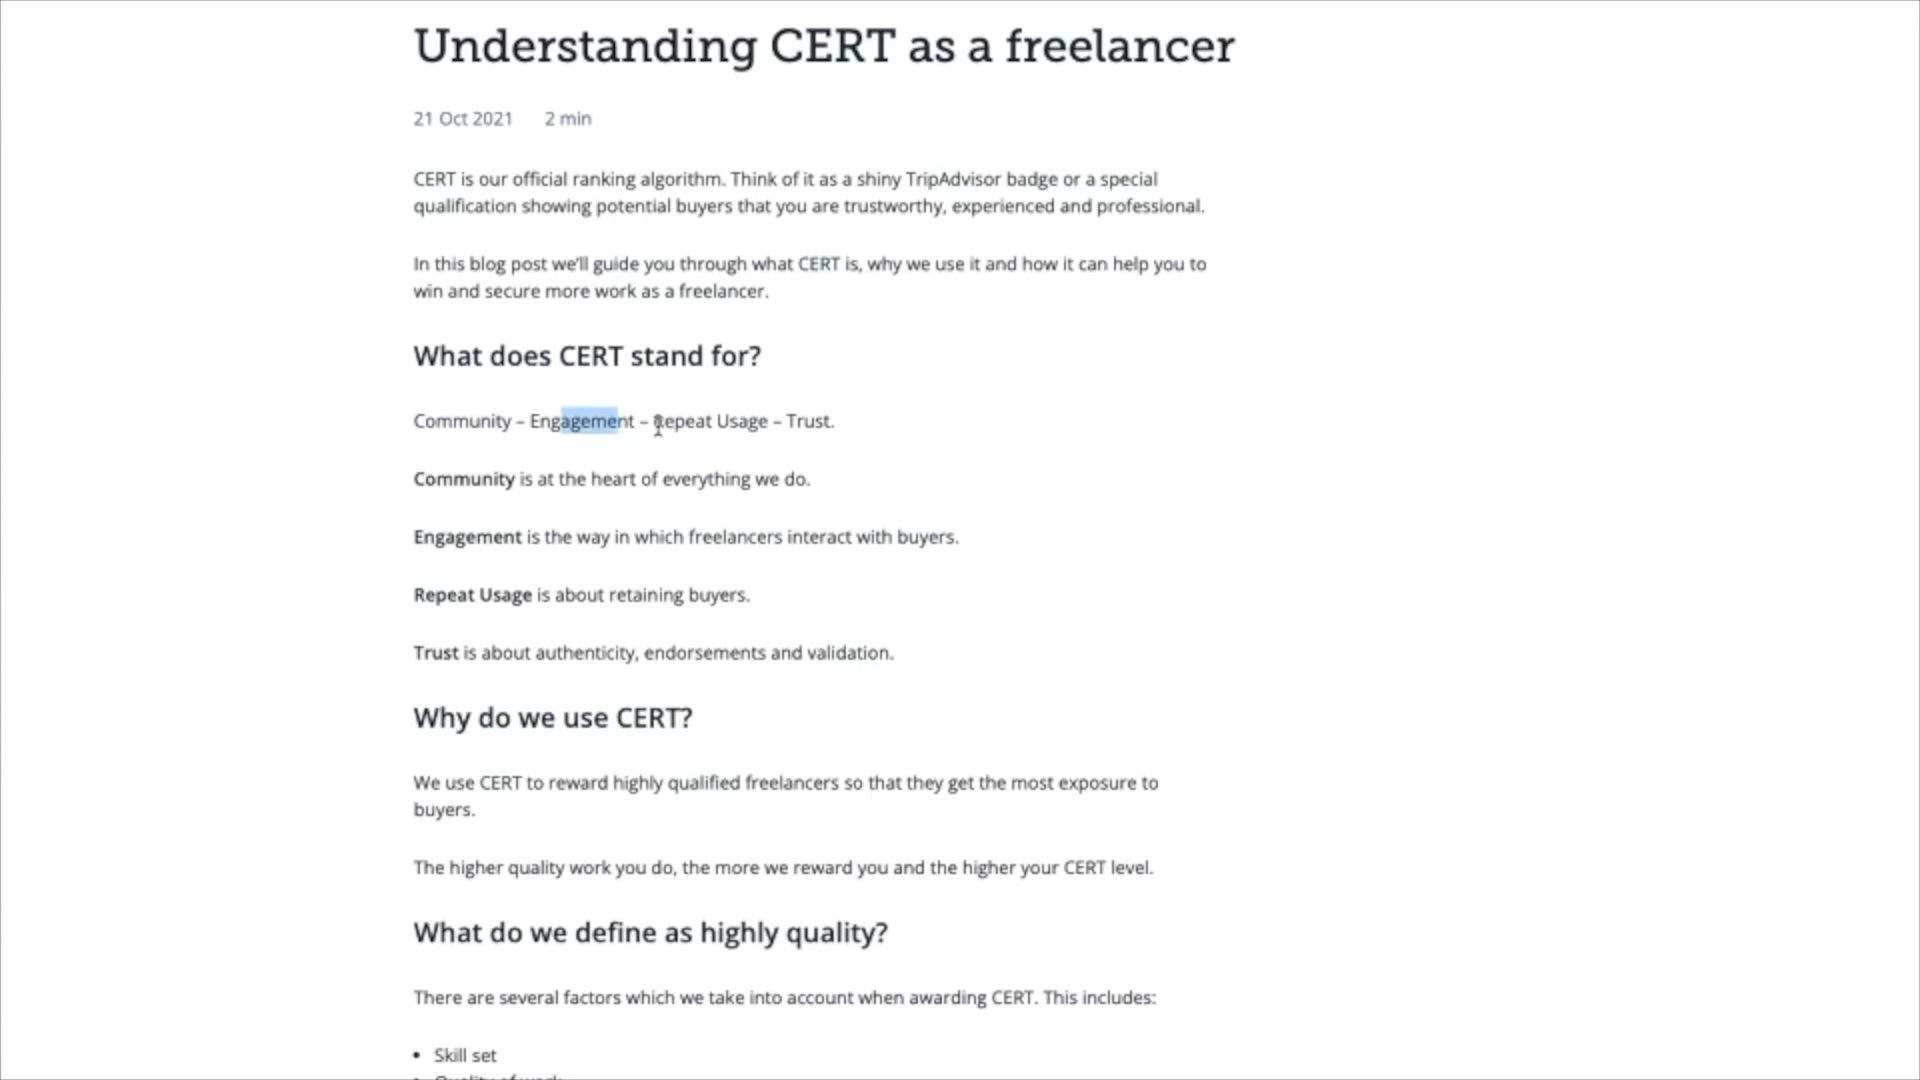 Understanding CERT as a freelancer
21 Oct 2021 2 min
CERT is our official ranking algorithm. Think of it as a shiny TripAdvisor badge or a special
qualification showing potential buyers that you are trustworthy, experienced and professional.
In this blog post we'll guide you through what CERT is, why we use it and how it can help you to
win and secure more work as a freelancer.
What does CERT stand for?
Community – Engagement – Repeat Usage – Trust.
Community is at the heart of everything we do.
Engagement is the way in which freelancers interact with buyers.
Repeat Usage is about retaining buyers.
Trust is about authenticity, endorsements and validation.
Why do we use CERT?
We use CERT to reward highly qualified freelancers so that they get the most exposure to
buyers.
The higher quality work you do, the more we reward you and the higher your CERT level.
What do we define as highly quality?
There are several factors which we take into account when awarding CERT. This includes:
• Skill set
• Quality of work